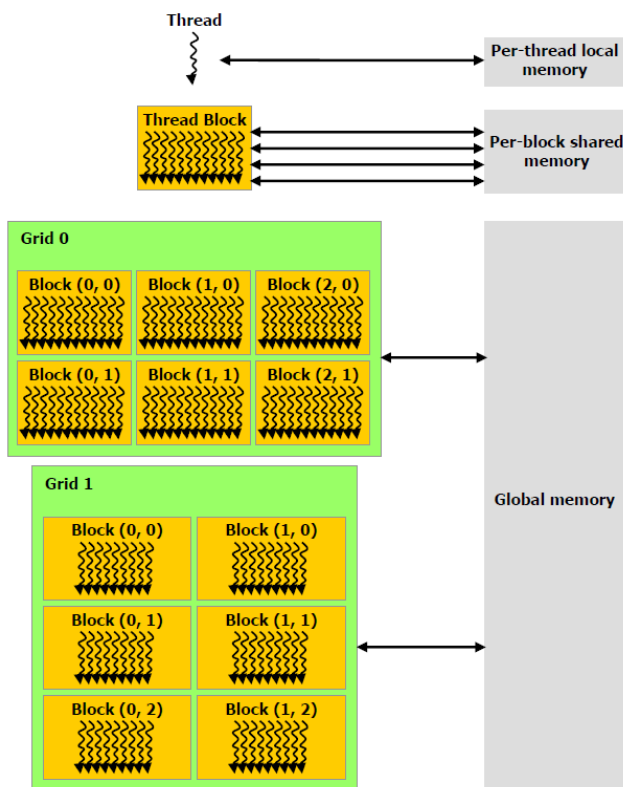 Thread
Per-thread local
memory
Thread Block
Per-block shared
memory
Grid 0
Block (0, 0)
Block (1, 0)
Block (2, 0)
Block (0, 1)
Block (1, 1)
Block (2, 1)
Global memory
Grid 1
Block (0, 0)
Block (1, 0)
Block (0, 1)
Block (1, 1)
Block (0, 2)
Block (1, 2)